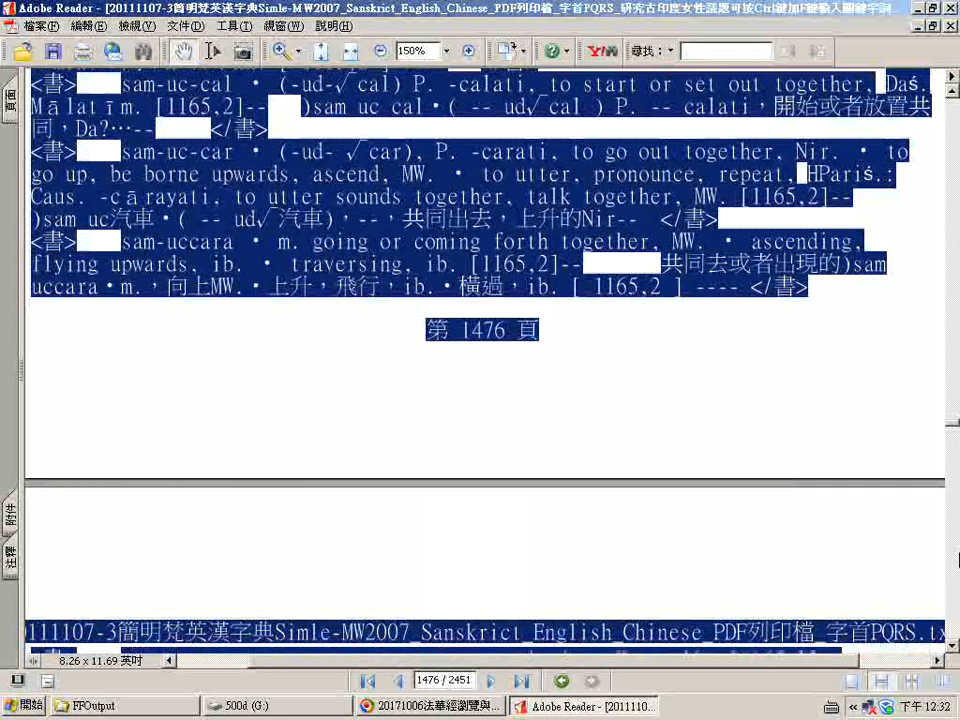 Adobe Reader - [20111107-3簡明梵英漢字典Simle-MW2007_Sanskrict_English_Chinese_PDF列印檔_字首PQRS_研究古印度女性議題可按Ctrl鍵加F鍵輸入關鍵字詞
檔案(F) 編輯(E) 檢視(V) 文件(D) 工具(T) 視窗(W) 說明(H)
150% 尋找：
頁面
<書> sam-uc-cal • (-ud-√cal) P. -calati, to start or set out together, Daś.
Mālatīm. [1165,2]-- )sam uc cal•( -- ud√cal ) P. -- calati，開始或者放置共
同，Da?…-- </書>
<書> sam-uc-car • (-ud- √car), P. -carati, to go out together, Nir. • to
go up, be borne upwards, ascend, MW. • to utter, pronounce, repeat, HPariś.:
Caus. -cārayati, to utter sounds together, talk together, MW. [1165,2]--
)sam uc汽車•( -- ud√汽車)，--，共同出去，上升的Nir-- </書>
<書> sam-uccara • m. going or coming forth together, MW. • ascending,
flying upwards, ib. • traversing, ib. [1165,2]-- 共同去或者出現的)sam
uccara•m.，向上MW.•上升，飛行，ib.•橫過，ib. [ 1165,2 ] ---- </書>
第 1476 頁
附件
注釋
111107-3簡明梵英漢字典Simle-MW2007_Sanskrict_English_Chinese_PDF列印檔_字首PQRS.tx
8.26 x 11.69 英吋
1476 / 2451
開始 FFOutput 500d (G:) 20171006法華經瀏覽與... Adobe Reader - [2011110... 下午 12:32